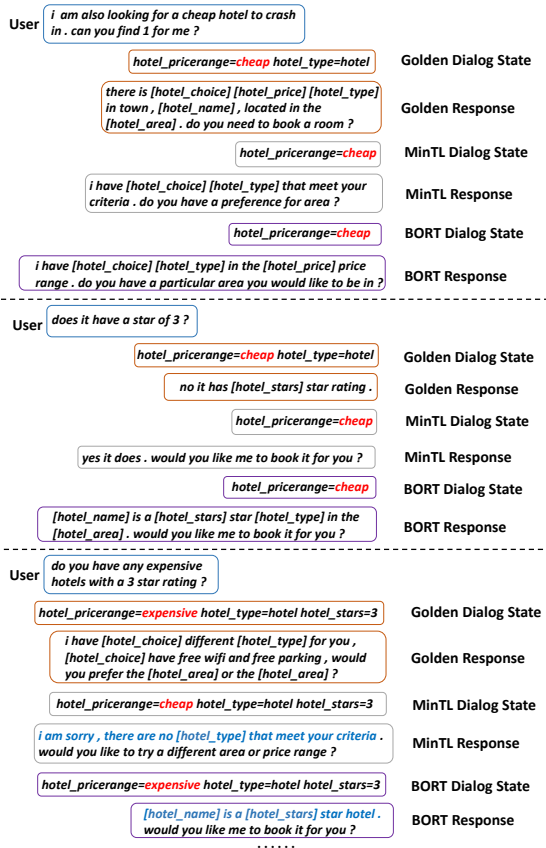 User
i am also looking for a cheap hotel to crash
in . can you find 1 for me ?
hotel_pricerange=cheap hotel_type=hotel
Golden Dialog State
there is [hotel_choice] [hotel_price] [hotel_type]
in town , [hotel_name] , located in the
[hotel_area] . do you need to book a room ?
Golden Response
hotel_pricerange=cheap
MinTL Dialog State
i have [hotel_choice] [hotel_type] that meet your
criteria . do you have a preference for area ?
MinTL Response
hotel_pricerange=cheap
BORT Dialog State
i have [hotel_choice] [hotel_type] in the [hotel_price] price
range . do you have a particular area you would like to be in ?
BORT Response
User
does it have a star of 3 ?
hotel_pricerange=cheap hotel_type=hotel
Golden Dialog State
no it has [hotel_stars] star rating .
Golden Response
hotel_pricerange=cheap
MinTL Dialog State
yes it does . would you like me to book it for you ?
MinTL Response
hotel_pricerange=cheap
BORT Dialog State
[hotel_name] is a [hotel_stars] star [hotel_type] in the
[hotel_area] . would you like me to book it for you ?
BORT Response
User
do you have any expensive
hotels with a 3 star rating ?
hotel_pricerange=expensive hotel_type=hotel hotel_stars=3
Golden Dialog State
i have [hotel_choice] different [hotel_type] for you ,
[hotel_choice] have free wifi and free parking , would
you prefer the [hotel_area] or the [hotel_area] ?
Golden Response
hotel_pricerange=cheap hotel_type=hotel hotel_stars=3
MinTL Dialog State
i am sorry , there are no [hotel_type] that meet your criteria .
would you like to try a different area or price range ?
MinTL Response
hotel_pricerange=expensive hotel_type=hotel hotel_stars=3
BORT Dialog State
[hotel_name] is a [hotel_stars] star hotel .
would you like me to book it for you ?
BORT Response
......